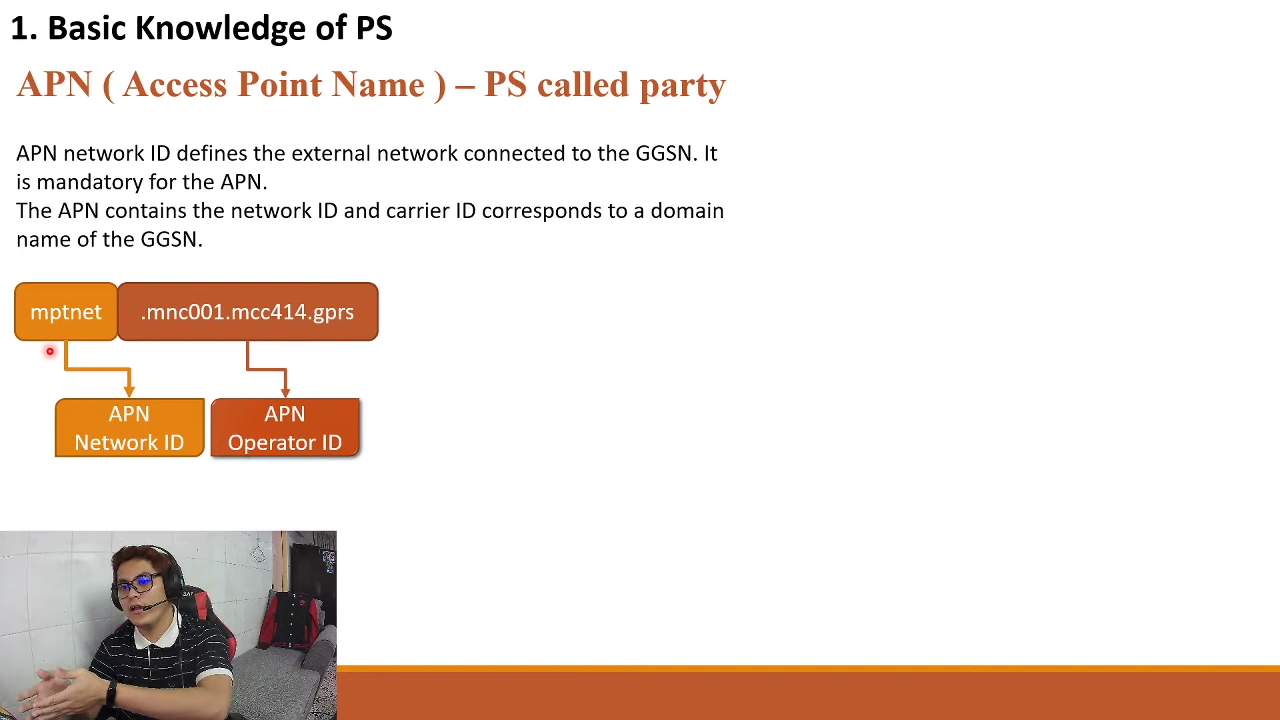 1. Basic Knowledge of PS
APN ( Access Point Name ) – PS called party
APN network ID defines the external network connected to the GGSN. It
is mandatory for the APN.
The APN contains the network ID and carrier ID corresponds to a domain
name of the GGSN.
mptnet
.mnc001.mcc414.gprs
APN
Network ID
APN
Operator ID